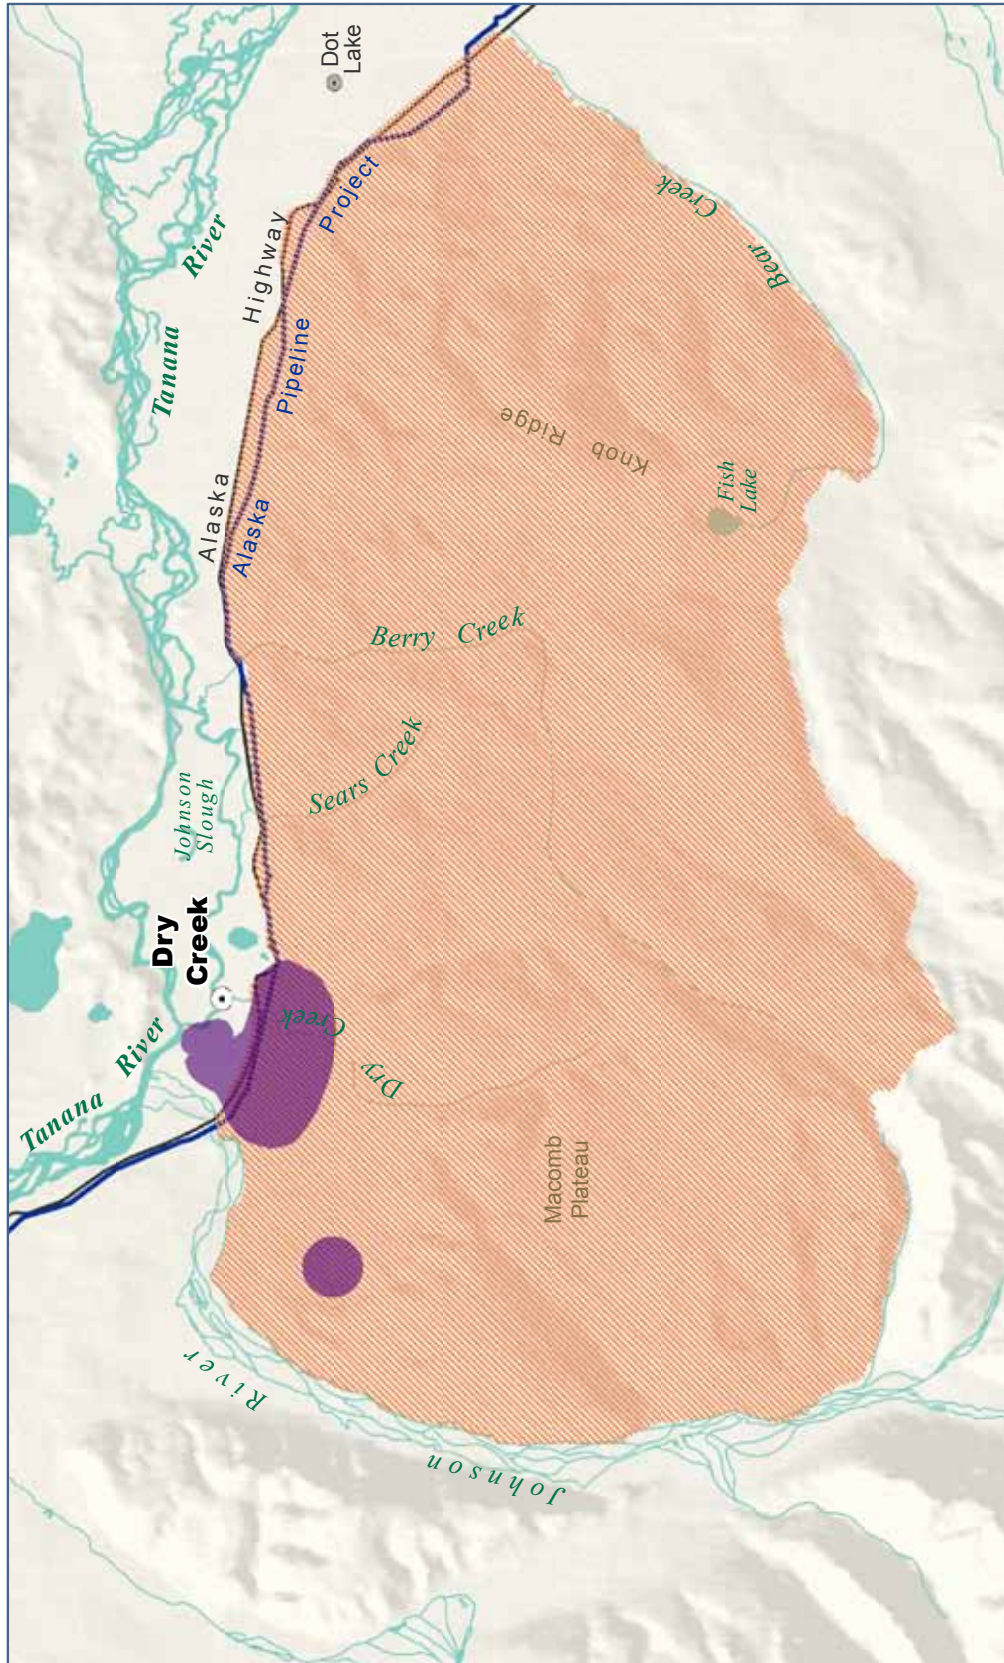 Dot
Lake
Tanana River
Alaska Highway
Alaska Pipeline Project
Bear Creek
Knob Ridge
Fish
Lake
Berry Creek
Sears Creek
Johnson
Slough
Dry
Creek
Tanana River
Dry Creek
Macomb
Plateau
Johnson River